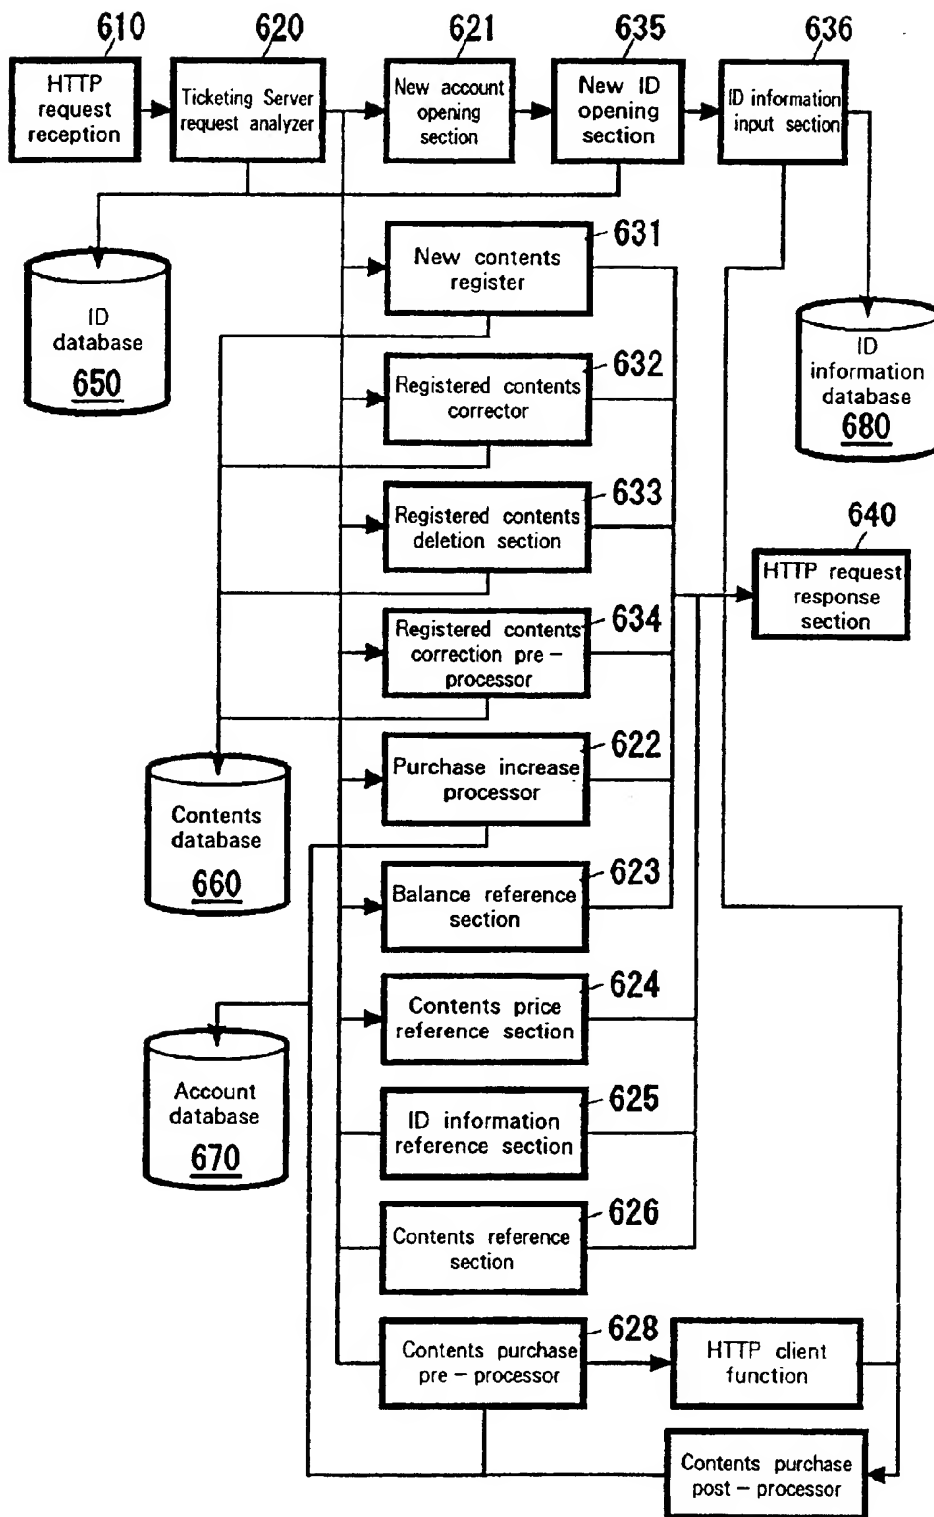 610
620
621
635
636
HTTP
request
reception
Ticketing Server
request analyzer
New account
opening
section
New ID
opening
section
ID information
input section
631
New contents
register
ID
database
650
632
Registered contents
corrector
ID
information
database
680
633
Registered contents
deletion section
640
HTTP request
response
section
634
Registered contents
correction pre-
processor
622
Purchase increase
processor
Contents
database
660
623
Balance reference
section
624
Contents price
reference section
Account
database
670
625
ID information
reference section
626
Contents reference
section
628
Contents purchase
pre-processor
HTTP client
function
Contents purchase
post-processor